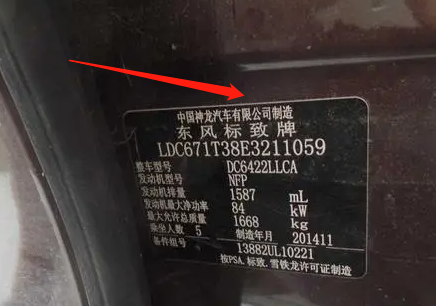 中国神龙汽车有限公司制造
东风标致牌
LDC671T38E3211059
整车型号 DC6422LLCA
发动机型号 NFP
发动机排量 1587 mL
发动机最大净功率 84 kW
最大允许总质量 1668 kg
乘坐人数 5 制造年月 201411
备件组号 13882UL10221
按PSA.标致.雪铁龙许可证制造